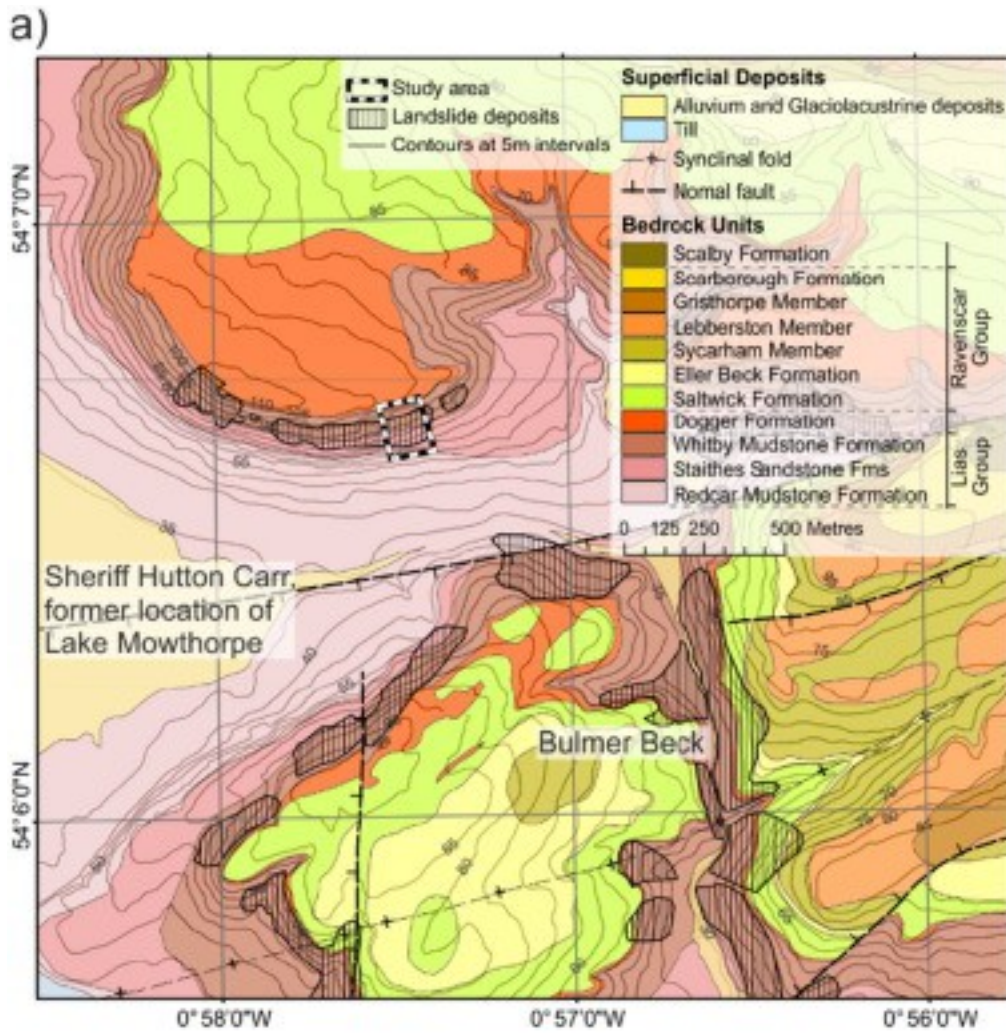 a)
Study area
Landslide deposits
Contours at 5m intervals
Superficial Deposits
Alluvium and Glaciolacustrine deposits
Till
Synclinal fold
Nomal fault
Bedrock Units
Scalby Formation
Scarborough Formation
Gristhorpe Member
Lebberston Member
Sycarham Member
Eller Beck Formation
Saltwick Formation
Dogger Formation
Whitby Mudstone Formation
Staithes Sandstone Fms
Redcar Mudstone Formation
Ravenscar
Group
Lias
Group
0 125 250 500 Metres
54°7'0"N
54°6'0"N
Sheriff Hutton Carr,
former location of
Lake Mowthorpe
Bulmer Beck
0°58'0"W
0°57'0"W
0°56'0"W